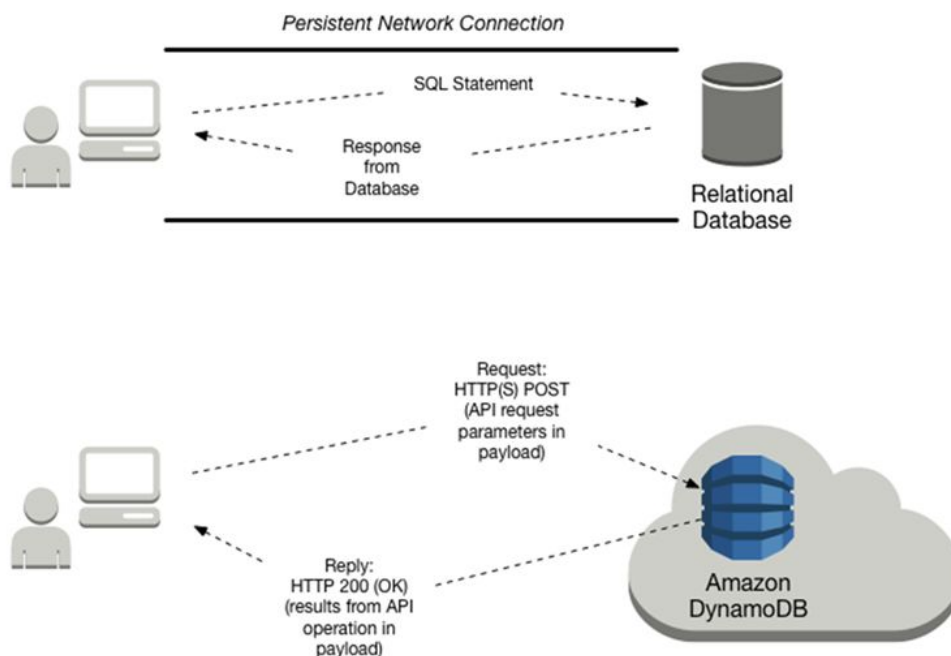 Persistent Network Connection
SQL Statement
Response
from
Database
Relational
Database
Request:
HTTP(S) POST
(API request
parameters in
payload)
Reply:
HTTP 200 (OK)
(results from API
operation in
payload)
Amazon
DynamoDB